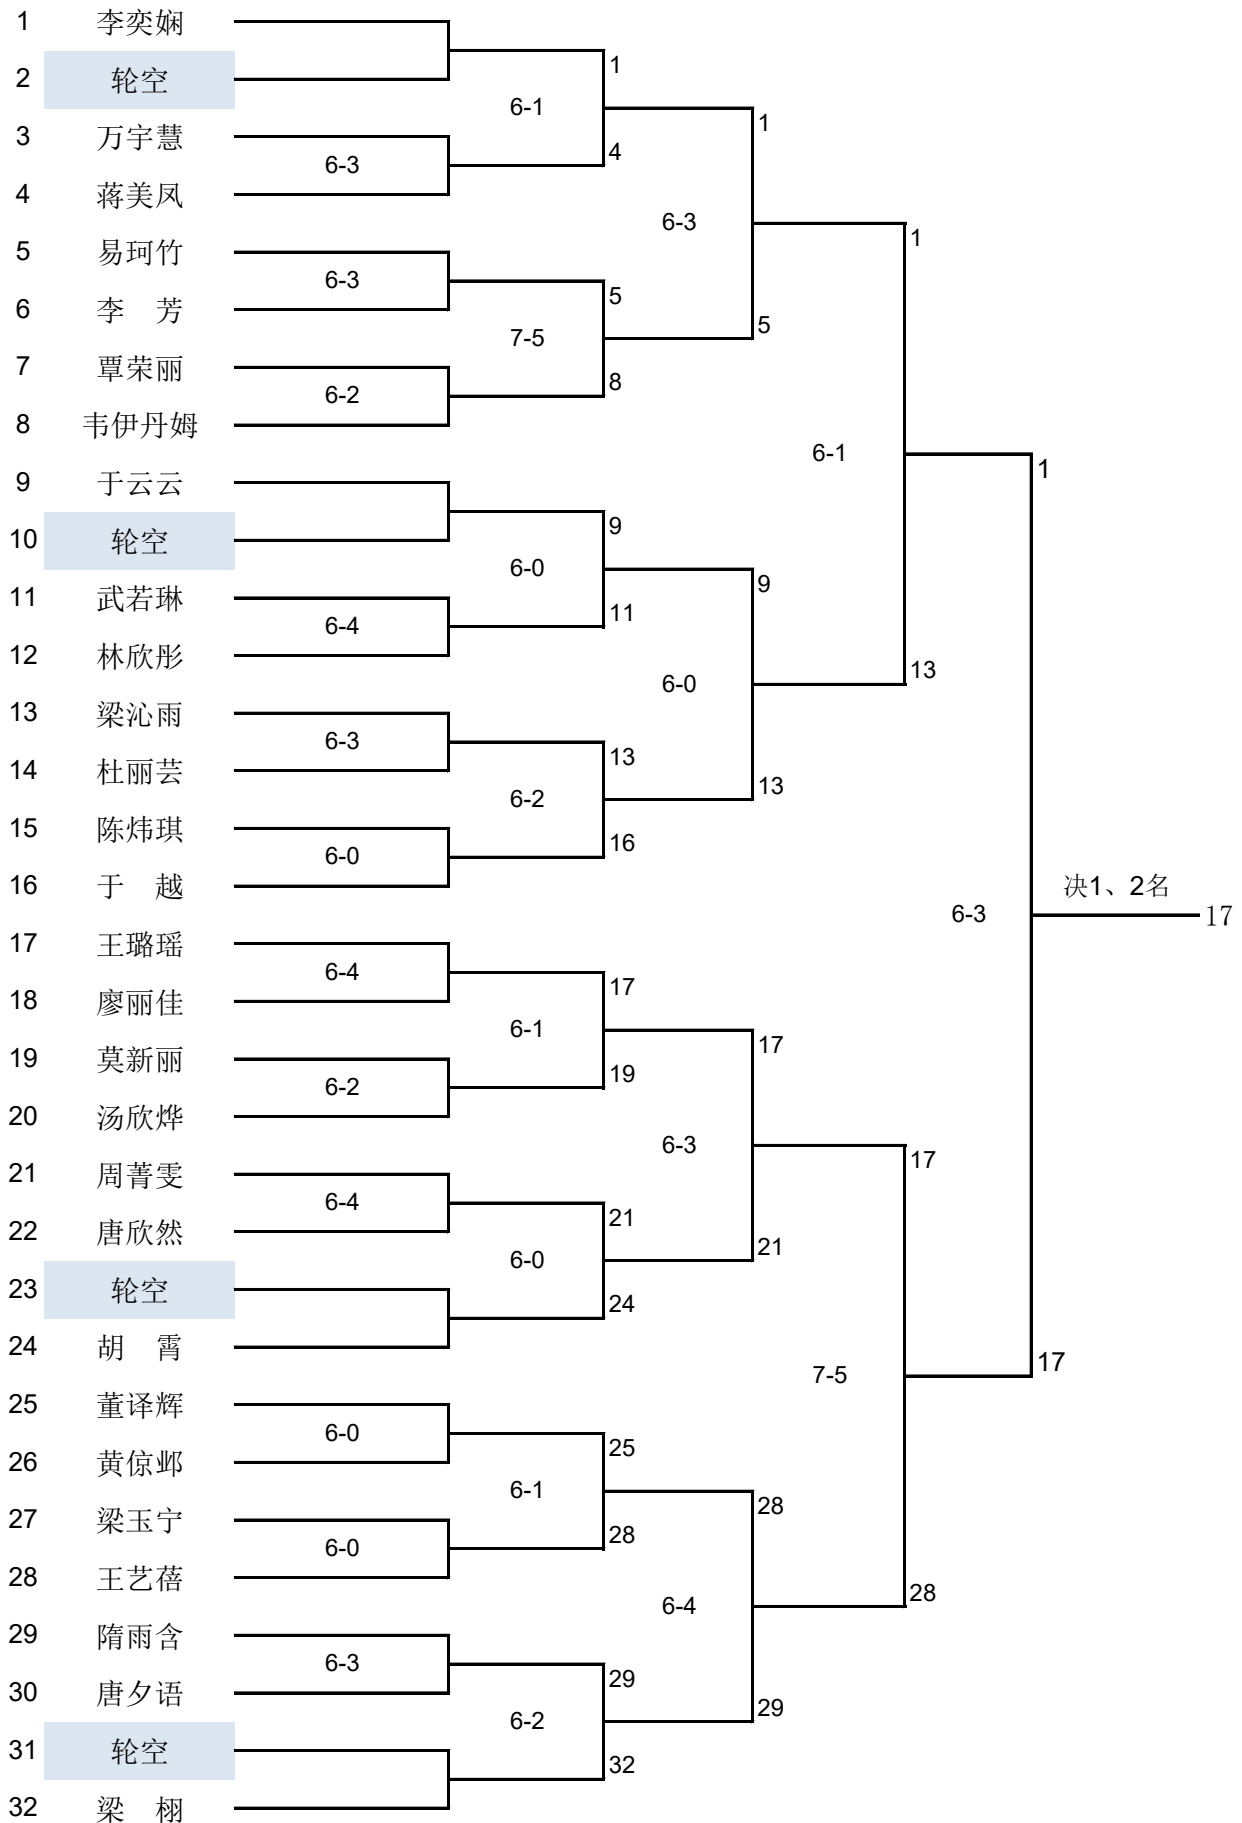 1 李奕娴
1
2 轮空
6-1
1
3 万宇慧
4
6-3
4 蒋美凤
6-3
1
5 易珂竹
6-3
5
6 李 芳
5
7-5
7 覃荣丽
8
6-2
8 韦伊丹姆
6-1
1
9 于云云
9
10 轮空
6-0
9
11 武若琳
11
6-4
12 林欣彤
13
6-0
13 梁沁雨
6-3
13
14 杜丽芸
13
6-2
15 陈炜琪
16
6-0
16 于 越
决1、2名
6-3
17
17 王璐瑶
6-4
17
18 廖丽佳
6-1
17
19 莫新丽
19
6-2
20 汤欣烨
6-3
17
21 周菁雯
6-4
21
22 唐欣然
21
6-0
23 轮空
24
24 胡 霄
17
7-5
25 董译辉
6-0
25
26 黄倞邺
6-1
28
27 梁玉宁
28
6-0
28 王艺蓓
28
6-4
29 隋雨含
6-3
29
30 唐夕语
29
6-2
31 轮空
32
32 梁 栩